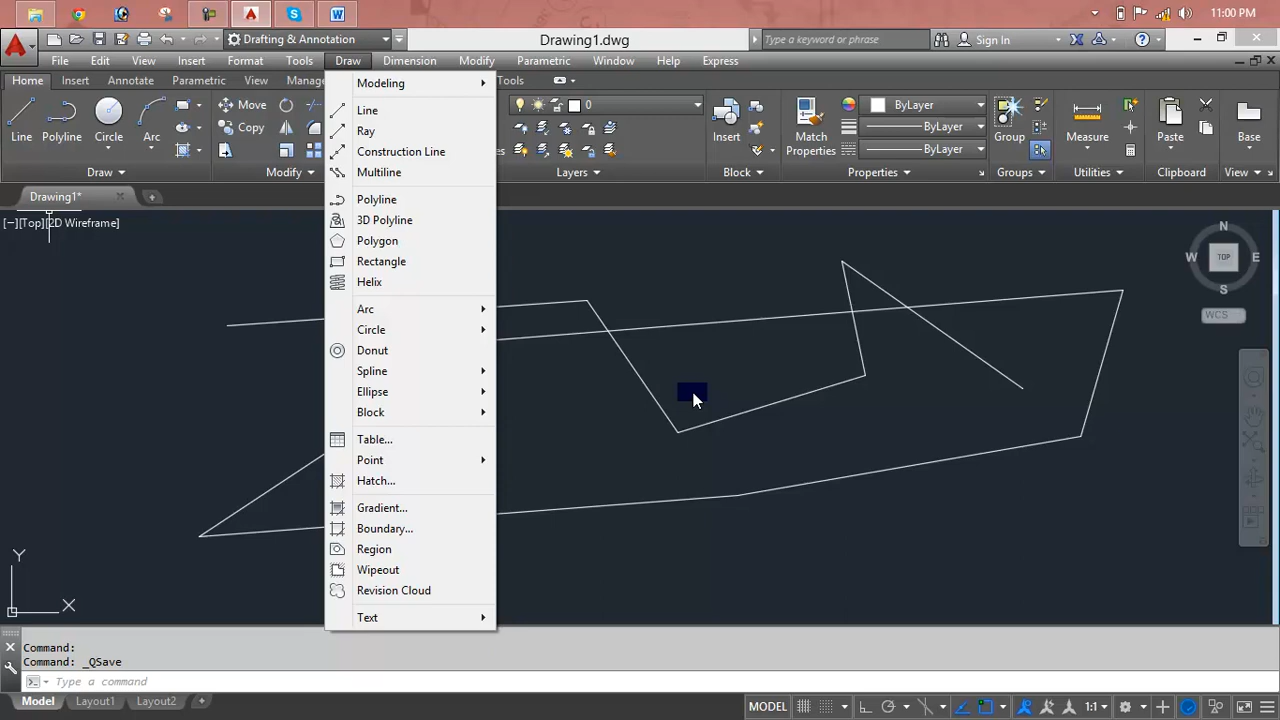 11:00 PM
Drafting & Annotation
Drawing1.dwg
Type a keyword or phrase
Sign In
File Edit View Insert Format Tools Draw Dimension Modify Parametric Window Help Express
Home Insert Annotate Parametric View Manage
Tools
Line Polyline Circle Arc
Move
Copy
0
Insert
Match
Properties
ByLayer
ByLayer
ByLayer
Group
Measure
Paste
Base
Draw Modify Layers Block Properties Groups Utilities Clipboard View
Drawing1*
[−][Top][2D Wireframe]
Modeling
Line
Ray
Construction Line
Multiline
Polyline
3D Polyline
Polygon
Rectangle
Helix
Arc
Circle
Donut
Spline
Ellipse
Block
Table...
Point
Hatch...
Gradient...
Boundary...
Region
Wipeout
Revision Cloud
Text
N
W TOP E
S
WCS
Y
X
Command:
Command: _QSave
Type a command
Model Layout1 Layout2
MODEL 1:1